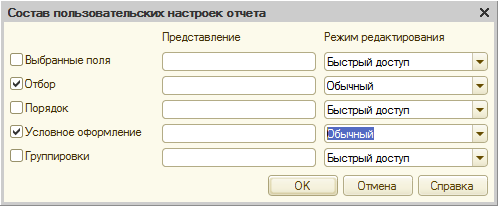 Состав пользовательских настроек отчета
Представление Режим редактирования
Выбранные поля Быстрый доступ
Отбор Обычный
Порядок Быстрый доступ
Условное оформление Обычный
Группировки Быстрый доступ
OK Отмена Справка